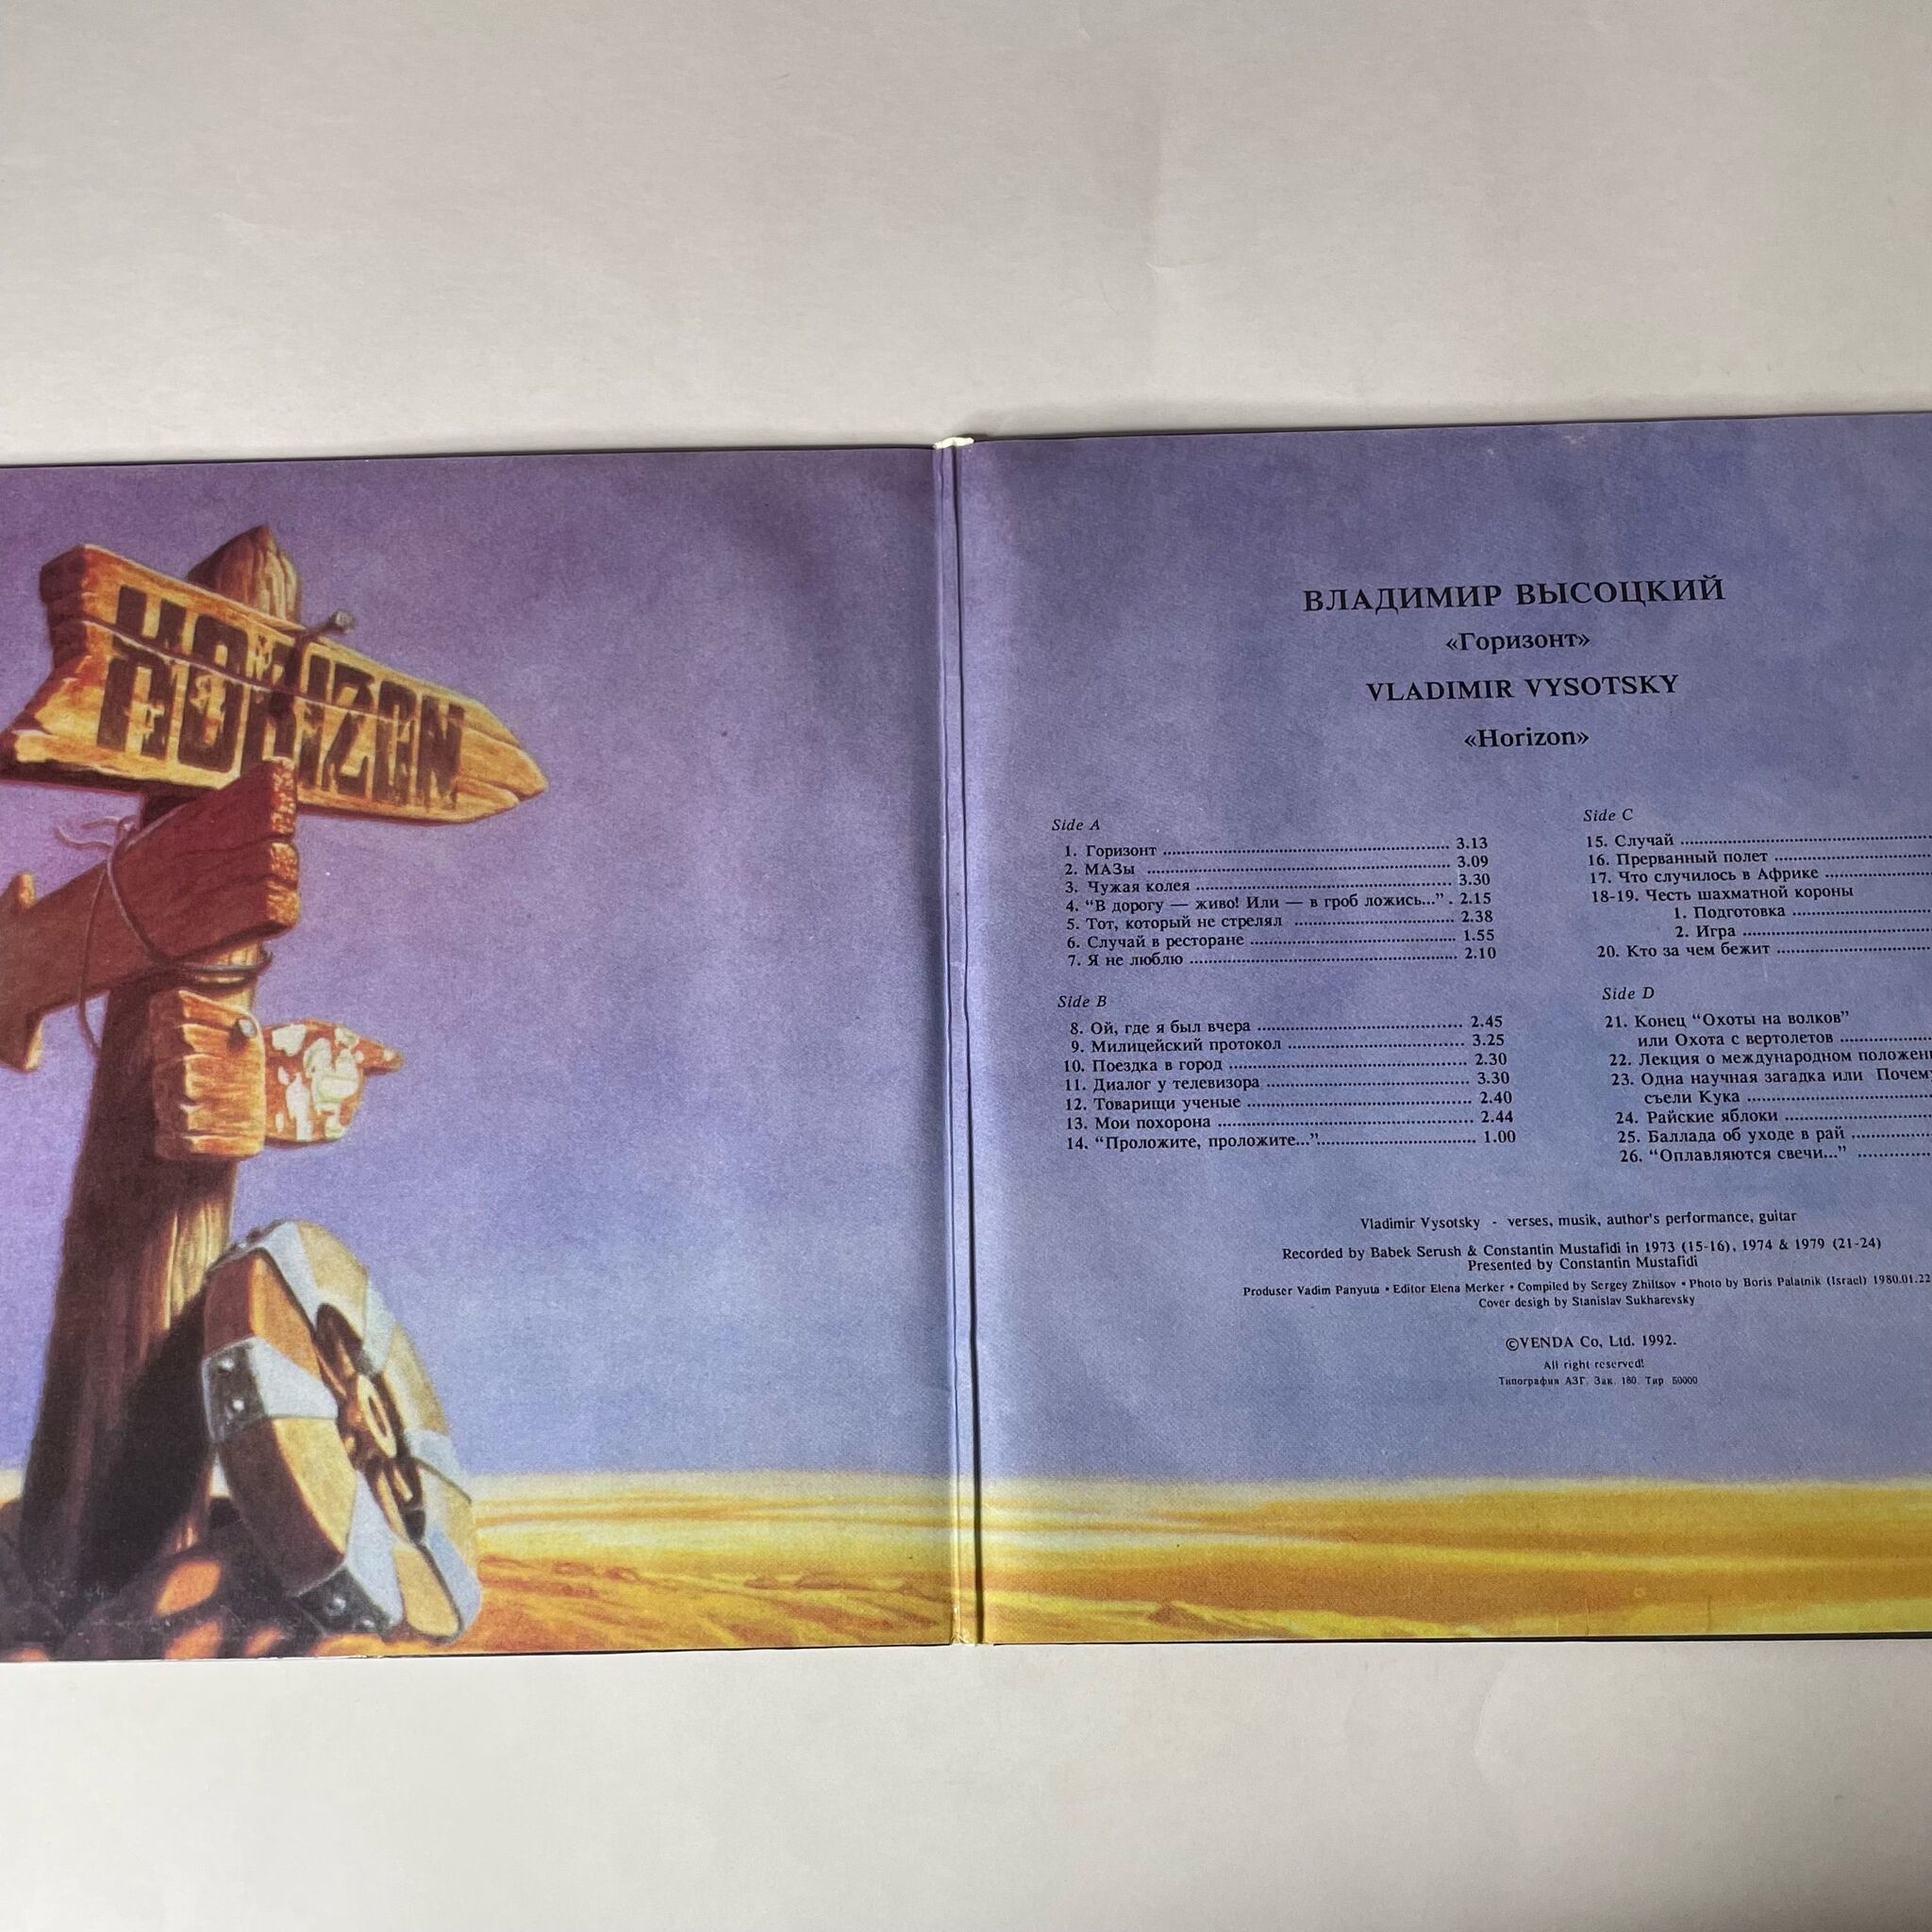 HORIZON
ВЛАДИМИР ВЫСОЦКИЙ
«Горизонт»
VLADIMIR VYSOTSKY
«Horizon»
Side A
1. Горизонт ........ 3.13
2. МАЗы ........ 3.09
3. Чужая колея ........ 3.30
4. “В дорогу — живо! Или — в гроб ложись...” . 2.15
5. Тот, который не стрелял ........ 2.38
6. Случай в ресторане ........ 1.55
7. Я не люблю ........ 2.10
Side B
8. Ой, где я был вчера ........ 2.45
9. Милицейский протокол ........ 3.25
10. Поездка в город ........ 2.30
11. Диалог у телевизора ........ 3.30
12. Товарищи ученые ........ 2.40
13. Мои похорона ........ 2.44
14. “Проложите, проложите...” ........ 1.00
Side C
15. Случай ........
16. Прерванный полет ........
17. Что случилось в Африке ........
18-19. Честь шахматной короны
1. Подготовка ........
2. Игра ........
20. Кто за чем бежит ........
Side D
21. Конец “Охоты на волков”
или Охота с вертолетов ........
22. Лекция о международном положен
23. Одна научная загадка или Почем
съели Кука ........
24. Райские яблоки ........
25. Баллада об уходе в рай ........
26. “Оплавляются свечи...” ........
Vladimir Vysotsky - verses, musik, author's performance, guitar
Recorded by Babek Serush & Constantin Mustafidi in 1973 (15-16), 1974 & 1979 (21-24)
Presented by Constantin Mustafidi
Produser Vadim Panyuta • Editor Elena Merker • Compiled by Sergey Zhiltsov • Photo by Boris Palatnik (Israel) 1980.01.22
Cover desigh by Stanislav Sukharevsky
©VENDA Co, Ltd. 1992.
All right reserved!
Типография АЗГ. Зак. 180. Тир 50000